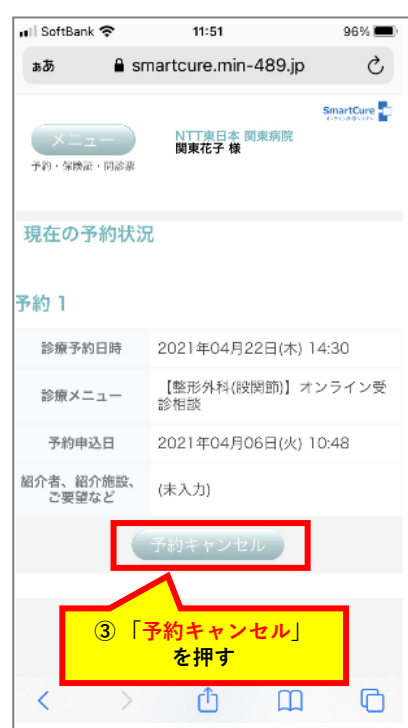 SoftBank 11:51 96%
ああ smartcure.min-489.jp
SmartCure
メニュー
予約・保険証・問診票
NTT東日本 関東病院
関東花子 様
現在の予約状況
予約 1
診療予約日時 2021年04月22日(木) 14:30
診療メニュー 【整形外科(股関節)】オンライン受
診相談
予約申込日 2021年04月06日(火) 10:48
紹介者、紹介施設、
ご要望など (未入力)
予約キャンセル
③「予約キャンセル」
を押す